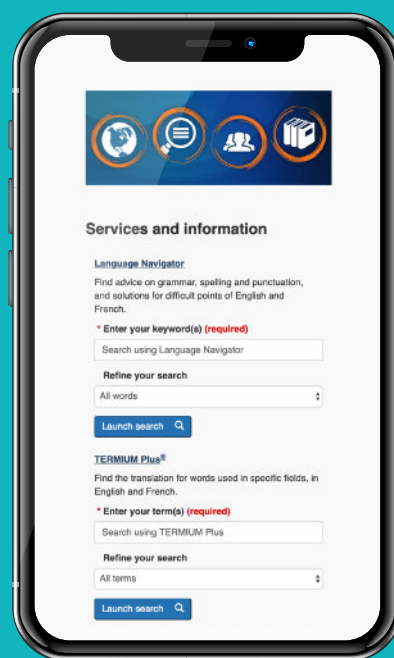 Services and information
Language Navigator
Find advice on grammar, spelling and punctuation,
and solutions for difficult points of English and
French.
* Enter your keyword(s) (required)
Search using Language Navigator
Refine your search
All words
Launch search
TERMIUM Plus®
Find the translation for words used in specific fields, in
English and French.
* Enter your term(s) (required)
Search using TERMIUM Plus
Refine your search
All terms
Launch search